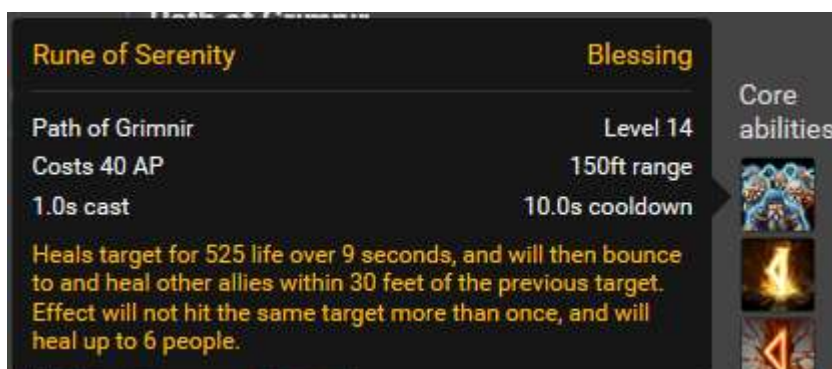 Rune of Serenity Blessing
Path of Grimnir Level 14
Costs 40 AP 150ft range
1.0s cast 10.0s cooldown
Heals target for 525 life over 9 seconds, and will then bounce
to and heal other allies within 30 feet of the previous target.
Effect will not hit the same target more than once, and will
heal up to 6 people.
Core
abilities